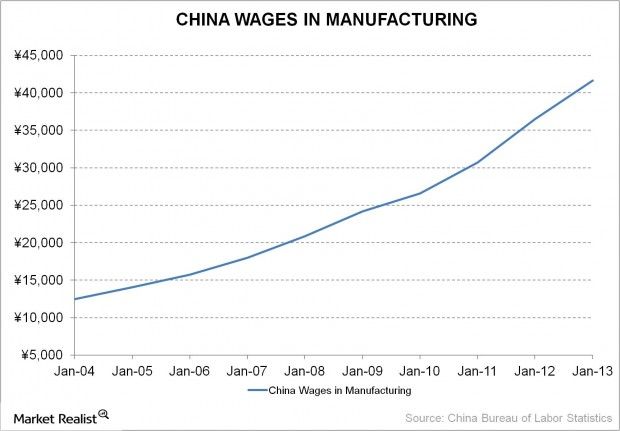 CHINA WAGES IN MANUFACTURING
¥45,000
¥40,000
¥35,000
¥30,000
¥25,000
¥20,000
¥15,000
¥10,000
¥5,000
Jan-04 Jan-05 Jan-06 Jan-07 Jan-08 Jan-09 Jan-10 Jan-11 Jan-12 Jan-13
China Wages in Manufacturing
Market Realist
Source: China Bureau of Labor Statistics